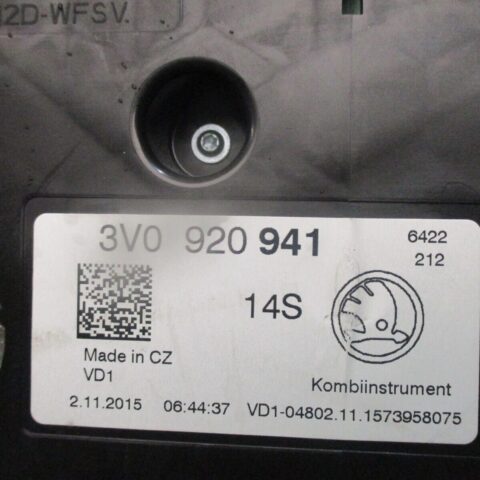 2D-WFSV
3V0 920 941
6422
212
14S
Made in CZ
VD1
Kombiinstrument
2.11.2015 06:44:37 VD1-04802.11.1573958075